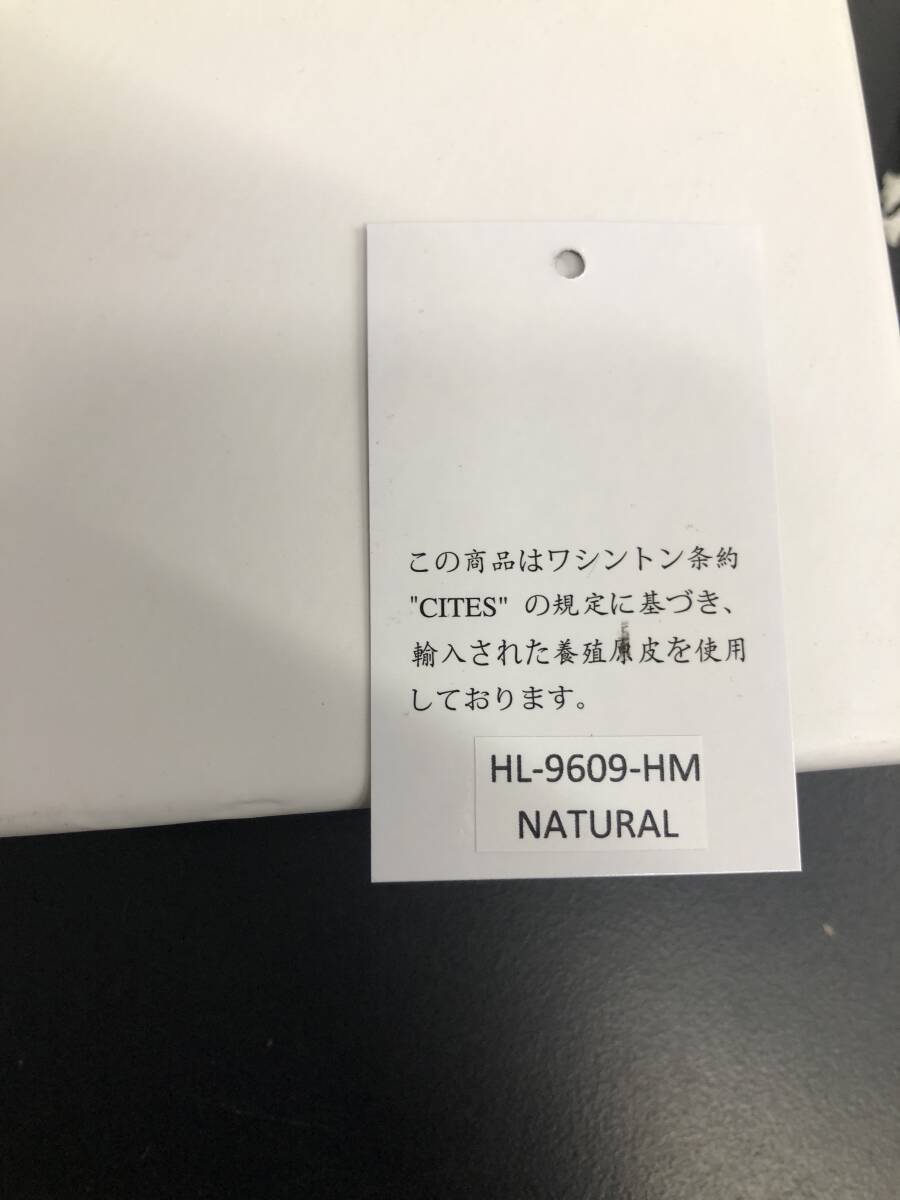 この商品はワシントン条約
"CITES" の規定に基づき、
輸入された養殖原皮を使用
しております。
HL-9609-HM
NATURAL